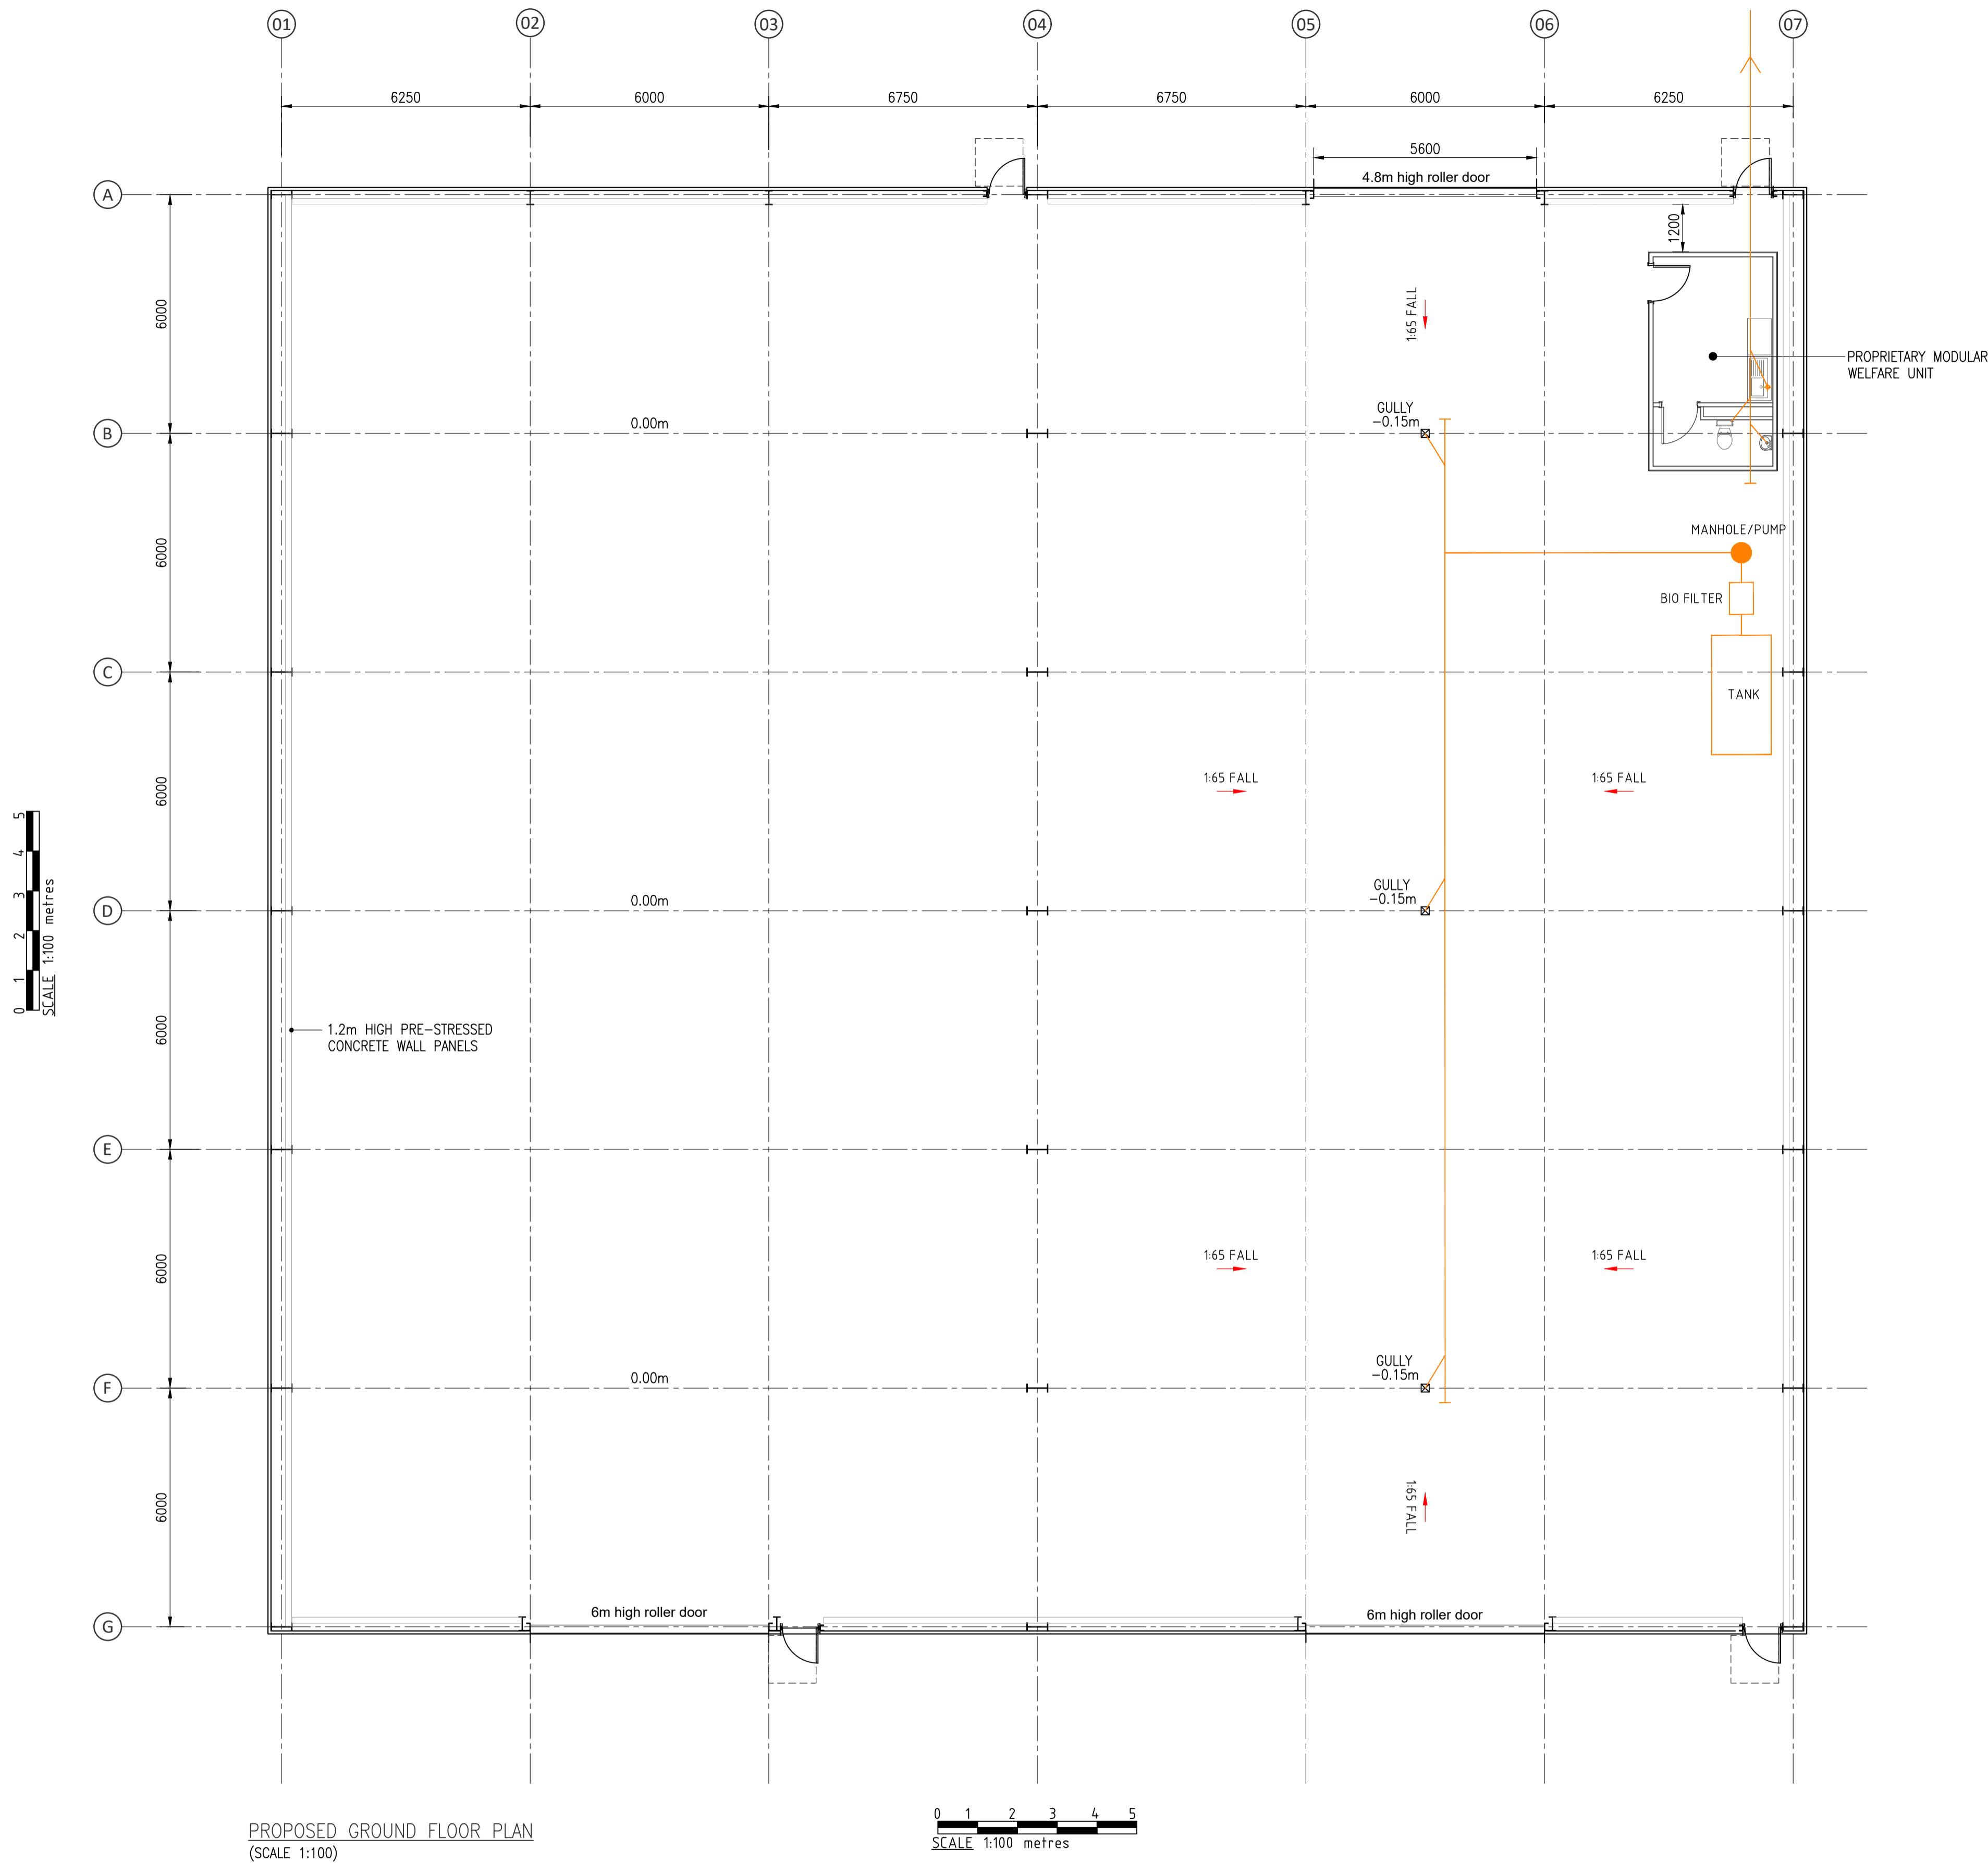 01 02 03 04 05 06 07
6250 6000 6750 6750 6000 6250
5600
4.8m high roller door
A
1200
6000
1:65 FALL
PROPRIETARY MODULAR
WELFARE UNIT
GULLY
-0.15m
0.00m
B
MANHOLE/PUMP
6000
BIO FILTER
C
TANK
6000
1:65 FALL 1:65 FALL
0 1 2 3 4 5
SCALE 1:100 metres
GULLY
-0.15m
0.00m
D
6000
1.2m HIGH PRE-STRESSED
CONCRETE WALL PANELS
E
6000
1:65 FALL 1:65 FALL
GULLY
-0.15m
0.00m
F
6000
1:65 FALL
6m high roller door 6m high roller door
G
PROPOSED GROUND FLOOR PLAN
(SCALE 1:100)
0 1 2 3 4 5
SCALE 1:100 metres